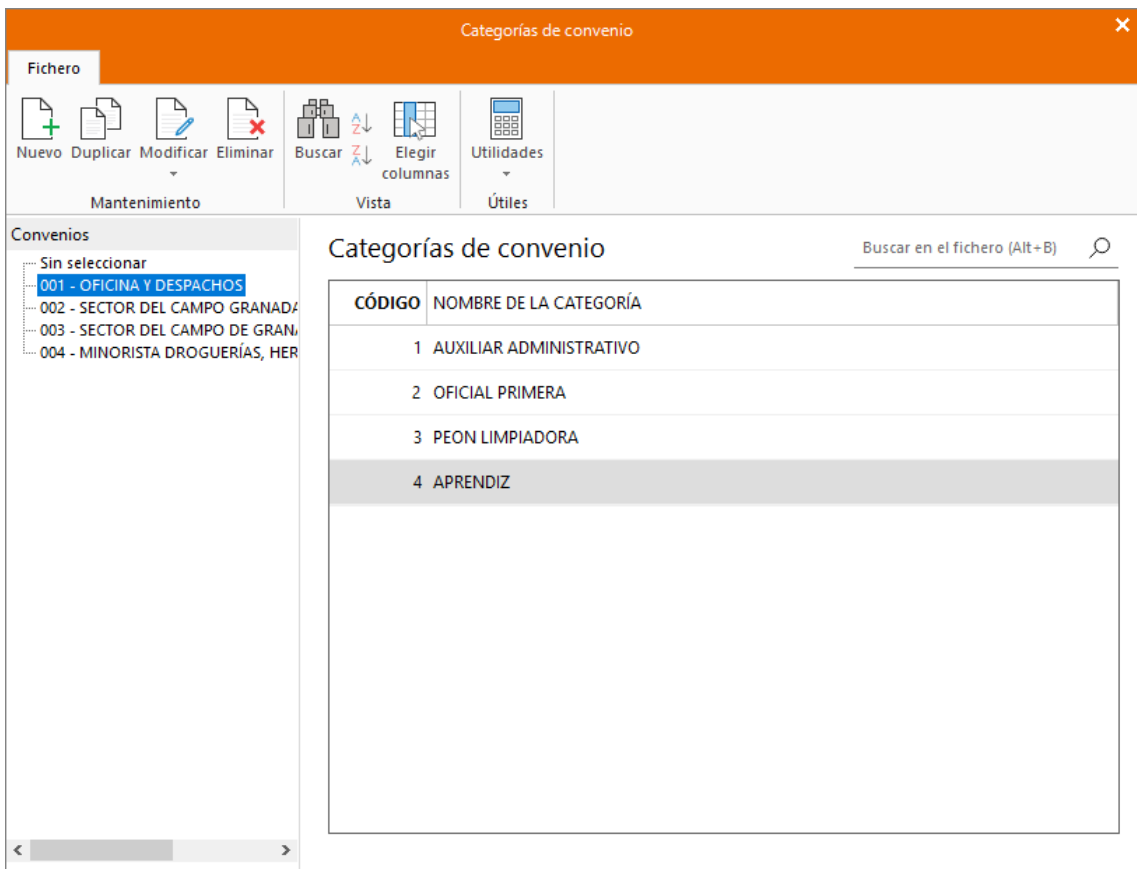 Categorías de convenio
Fichero
Nuevo Duplicar Modificar Eliminar Buscar Elegir columnas Utilidades
Mantenimiento Vista Útiles
Convenios
Sin seleccionar
001 - OFICINA Y DESPACHOS
002 - SECTOR DEL CAMPO GRANADA
003 - SECTOR DEL CAMPO DE GRAN
004 - MINORISTA DROGUERÍAS, HER
Categorías de convenio Buscar en el fichero (Alt+B)
CÓDIGO NOMBRE DE LA CATEGORÍA
1 AUXILIAR ADMINISTRATIVO
2 OFICIAL PRIMERA
3 PEON LIMPIADORA
4 APRENDIZ